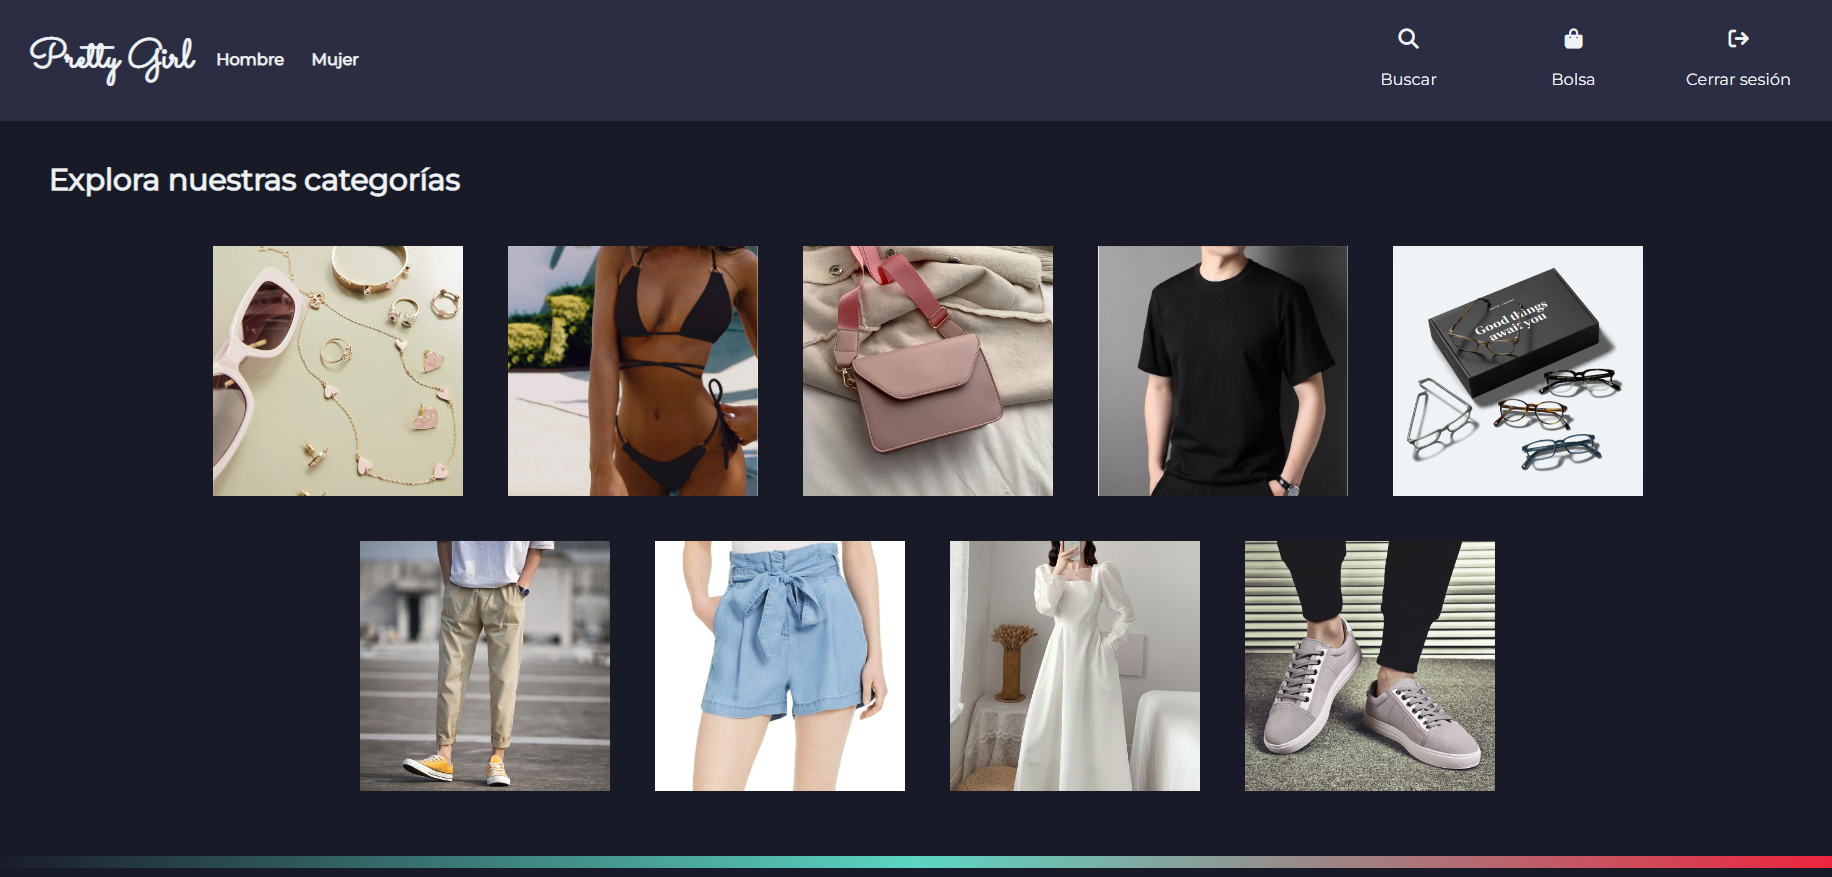 Pretty Girl
Hombre
Mujer
Buscar
Bolsa
Cerrar sesión
Explora nuestras categorías
Good things
await you